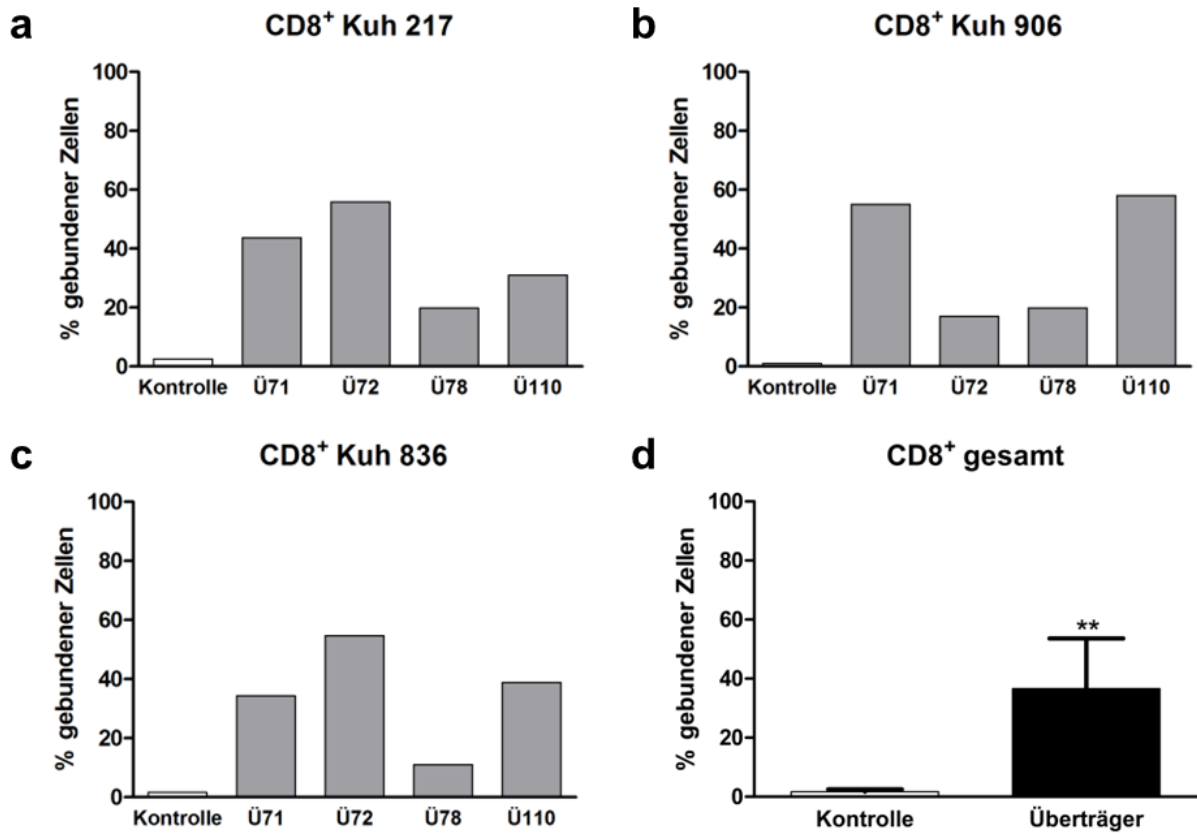 a
CD8⁺ Kuh 217
% gebundener Zellen
100
80
60
40
20
0
Kontrolle Ü71 Ü72 Ü78 Ü110
b
CD8⁺ Kuh 906
% gebundener Zellen
100
80
60
40
20
0
Kontrolle Ü71 Ü72 Ü78 Ü110
c
CD8⁺ Kuh 836
% gebundener Zellen
100
80
60
40
20
0
Kontrolle Ü71 Ü72 Ü78 Ü110
d
CD8⁺ gesamt
% gebundener Zellen
100
80
60
40
20
0
**
Kontrolle Überträger